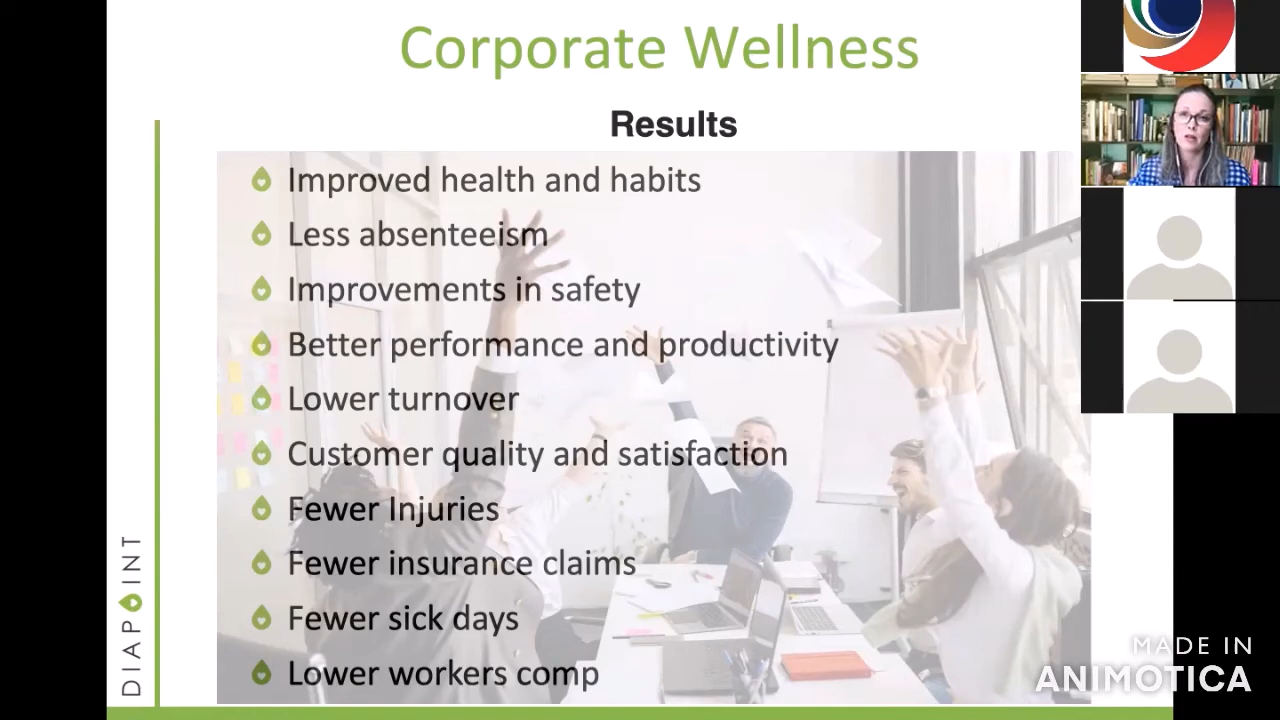 Corporate Wellness
Results
Improved health and habits
Less absenteeism
Improvements in safety
Better performance and productivity
Lower turnover
Customer quality and satisfaction
Fewer Injuries
Fewer insurance claims
Fewer sick days
Lower workers comp
DIAPOINT
MADE IN
ANIMOTICA